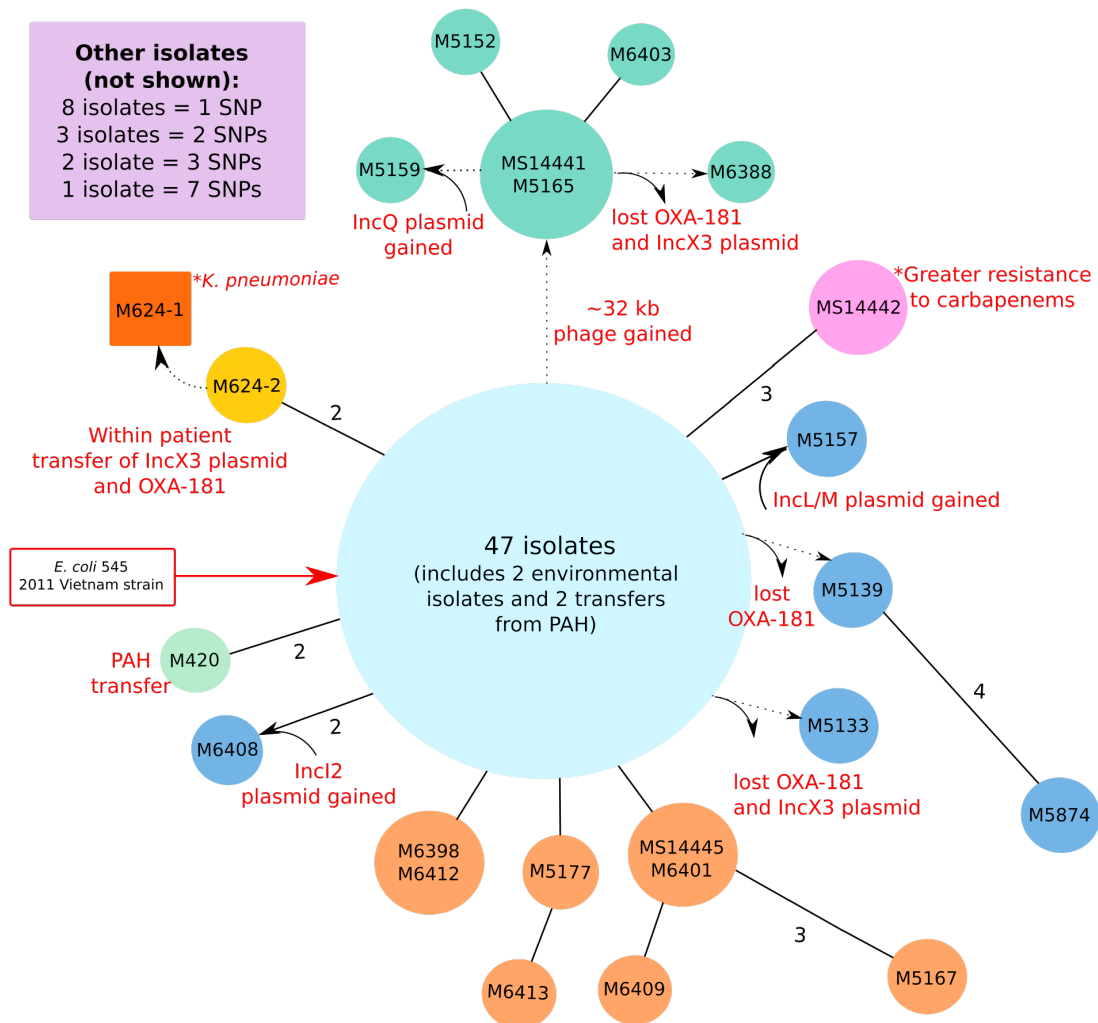 Other isolates
(not shown):
8 isolates = 1 SNP
3 isolates = 2 SNPs
2 isolate = 3 SNPs
1 isolate = 7 SNPs
M5152
M6403
MS14441
M5165
M5159
M6388
IncQ plasmid
gained
lost OXA-181
and IncX3 plasmid
~32 kb
phage gained
*K. pneumoniae
M624-1
M624-2
2
Within patient
transfer of IncX3 plasmid
and OXA-181
*Greater resistance
to carbapenems
MS14442
3
M5157
IncL/M plasmid gained
47 isolates
(includes 2 environmental
isolates and 2 transfers
from PAH)
E. coli 545
2011 Vietnam strain
lost
OXA-181
M5139
4
M5874
PAH
transfer
M420
2
M6408
2
IncI2
plasmid gained
M5133
lost OXA-181
and IncX3 plasmid
M6398
M6412
M5177
MS14445
M6401
M6413
M6409
3
M5167